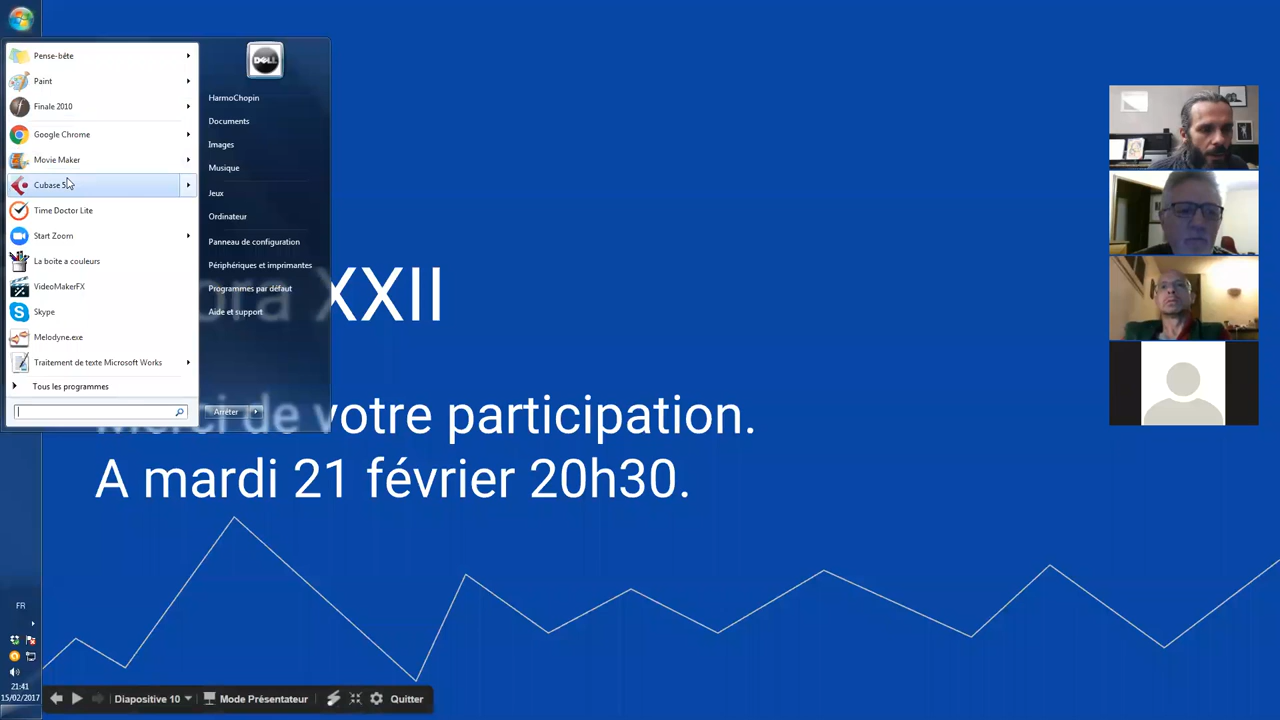 Pense-bête
Paint
Finale 2010
Google Chrome
Movie Maker
Cubase
Time Doctor Lite
Start Zoom
La boite a couleurs
VideoMakerFX
Skype
Melodyne.exe
Traitement de texte Microsoft Works
Tous les programmes
DELL
HarmoChopin
Documents
Images
Musique
Jeux
Ordinateur
Panneau de configuration
Périphériques et imprimantes
Programmes par défaut
Aide et support
Arrêter
XXII
Merci de votre participation.
A mardi 21 février 20h30.
FR
21:41
15/02/2017
Diapositive 10
Mode Présentateur
Quitter